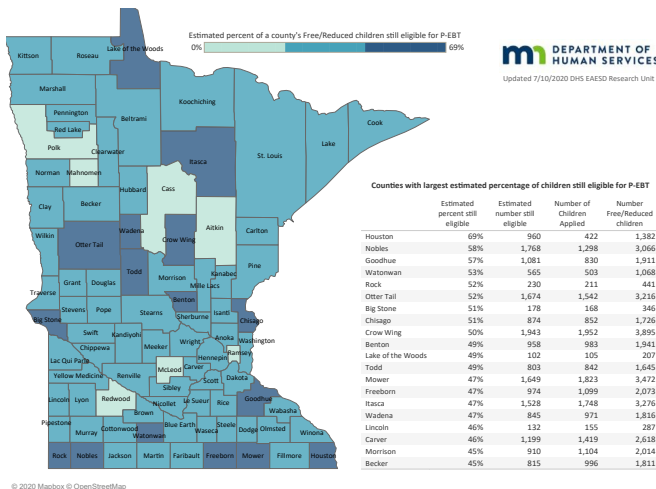 Estimated percent of a county's Free/Reduced children still eligible for P-EBT
0%
69%
DEPARTMENT OF
HUMAN SERVICES
Updated 7/10/2020 DHS EAESD Research Unit
Lake of the Woods
Kittson
Roseau
Marshall
Koochiching
Pennington
Red Lake
Beltrami
Cook
Lake
St. Louis
Polk
Clearwater
Itasca
Norman
Mahnomen
Hubbard
Cass
Clay
Becker
Aitkin
Wilkin
Otter Tail
Wadena
Crow Wing
Carlton
Pine
Todd
Morrison
Kanabec
Mille Lacs
Grant
Douglas
Traverse
Benton
Stevens
Pope
Stearns
Sherburne
Isanti
Chisago
Big Stone
Swift
Kandiyohi
Meeker
Wright
Anoka
Washington
Chippewa
Hennepin
Ramsey
Lac Qui Parle
McLeod
Carver
Yellow Medicine
Renville
Scott
Dakota
Sibley
Lincoln
Lyon
Redwood
Nicollet
Le Sueur
Rice
Goodhue
Wabasha
Brown
Pipestone
Murray
Cottonwood
Watonwan
Blue Earth
Waseca
Steele
Dodge
Olmsted
Winona
Rock
Nobles
Jackson
Martin
Faribault
Freeborn
Mower
Fillmore
Houston
Counties with largest estimated percentage of children still eligible for P-EBT
Estimated percent still eligible Estimated number still eligible Number of Children Applied Number Free/Reduced children
Houston 69% 960 422 1,382
Nobles 58% 1,768 1,298 3,066
Goodhue 57% 1,081 830 1,911
Watonwan 53% 565 503 1,068
Rock 52% 230 211 441
Otter Tail 52% 1,674 1,542 3,216
Big Stone 51% 178 168 346
Chisago 51% 874 852 1,726
Crow Wing 50% 1,943 1,952 3,895
Benton 49% 958 983 1,941
Lake of the Woods 49% 102 105 207
Todd 49% 803 842 1,645
Mower 47% 1,649 1,823 3,472
Freeborn 47% 974 1,099 2,073
Itasca 47% 1,528 1,748 3,276
Wadena 47% 845 971 1,816
Lincoln 46% 132 155 287
Carver 46% 1,199 1,419 2,618
Morrison 45% 910 1,104 2,014
Becker 45% 815 996 1,811
© 2020 Mapbox © OpenStreetMap